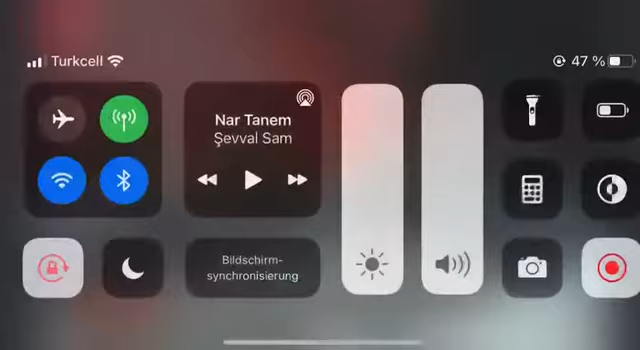 Turkcell
47 %
Nar Tanem
Şevval Sam
Bildschirm-
synchronisierung